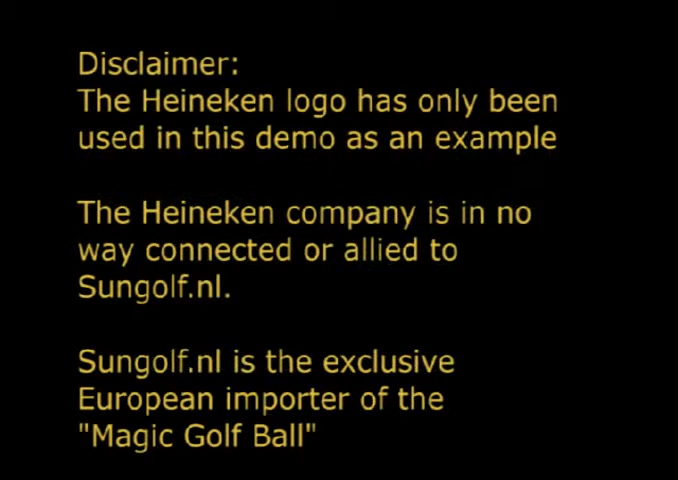 Disclaimer:
The Heineken logo has only been
used in this demo as an example
The Heineken company is in no
way connected or allied to
Sungolf.nl.
Sungolf.nl is the exclusive
European importer of the
"Magic Golf Ball"